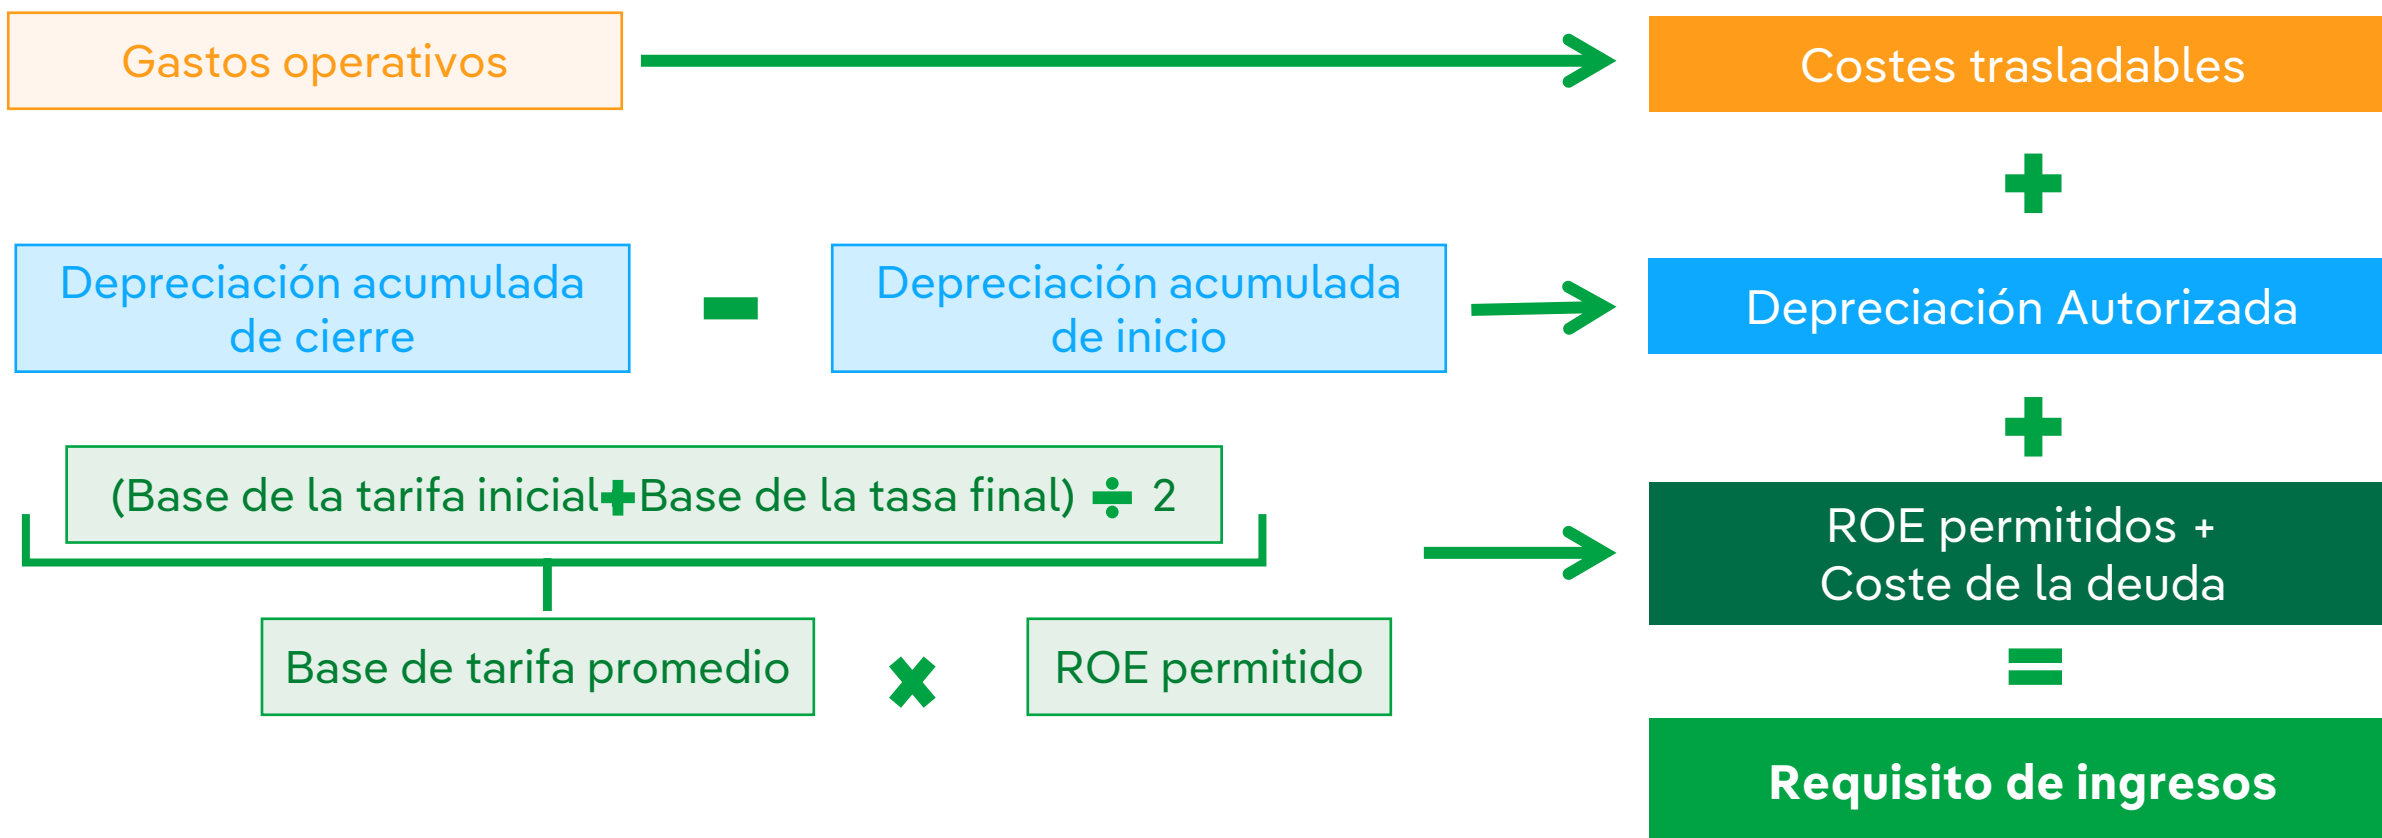 Gastos operativos
Costes trasladables
+
Depreciación acumulada
de cierre
-
Depreciación acumulada
de inicio
Depreciación Autorizada
+
(Base de la tarifa inicial+Base de la tasa final) ÷ 2
ROE permitidos +
Coste de la deuda
Base de tarifa promedio
×
ROE permitido
=
Requisito de ingresos